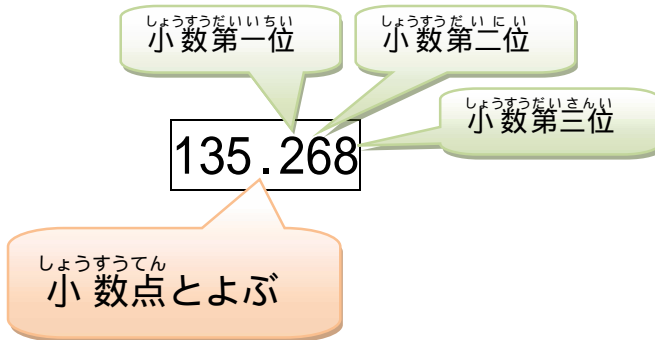 しょうすうだいいちい
小数第一位
しょうすうだいにい
小数第二位
しょうすうだいさんい
小数第三位
135.268
しょうすうてん
小数点とよぶ